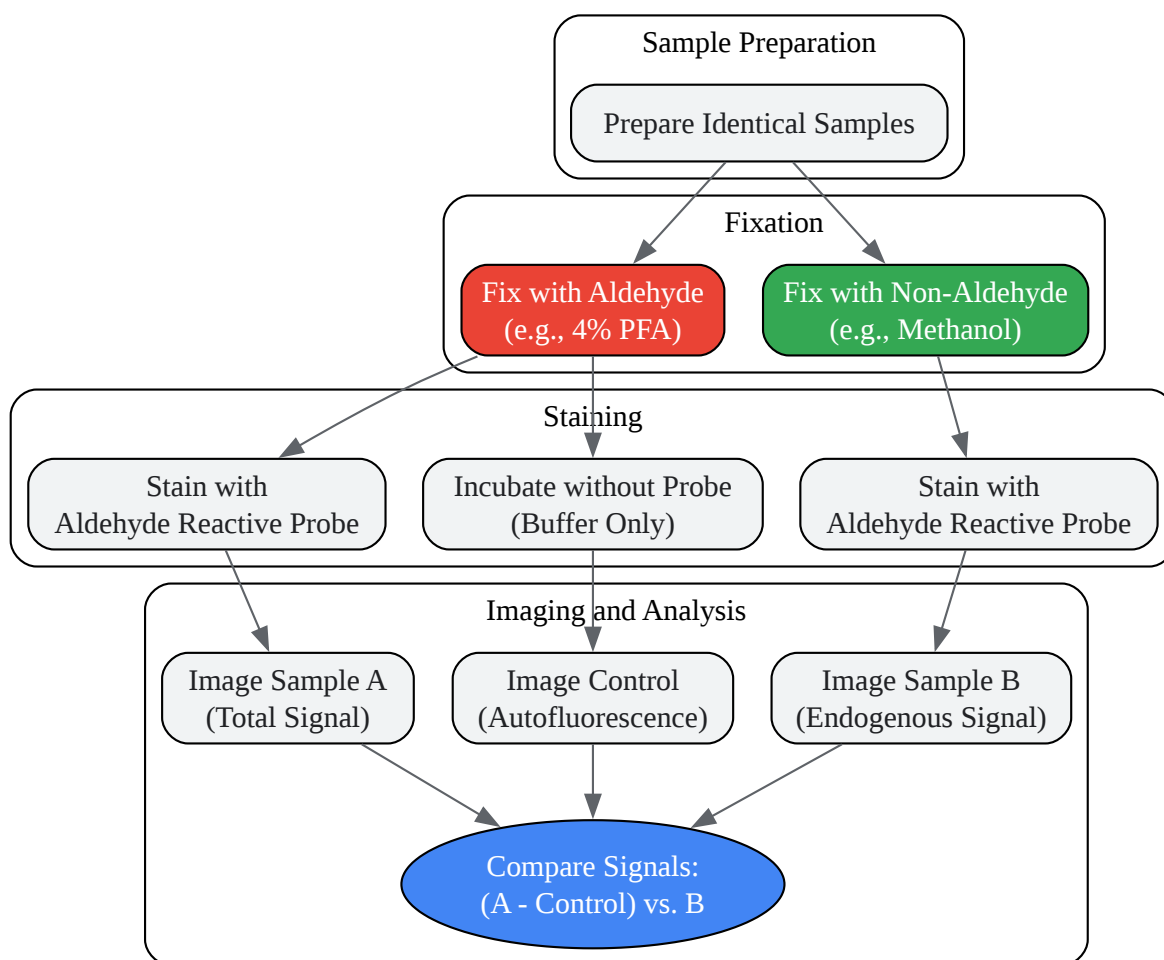 Sample Preparation
Prepare Identical Samples
Fixation
Fix with Aldehyde
(e.g., 4% PFA)
Fix with Non-Aldehyde
(e.g., Methanol)
Staining
Stain with
Aldehyde Reactive Probe
Incubate without Probe
(Buffer Only)
Stain with
Aldehyde Reactive Probe
Imaging and Analysis
Image Sample A
(Total Signal)
Image Control
(Autofluorescence)
Image Sample B
(Endogenous Signal)
Compare Signals:
(A - Control) vs. B